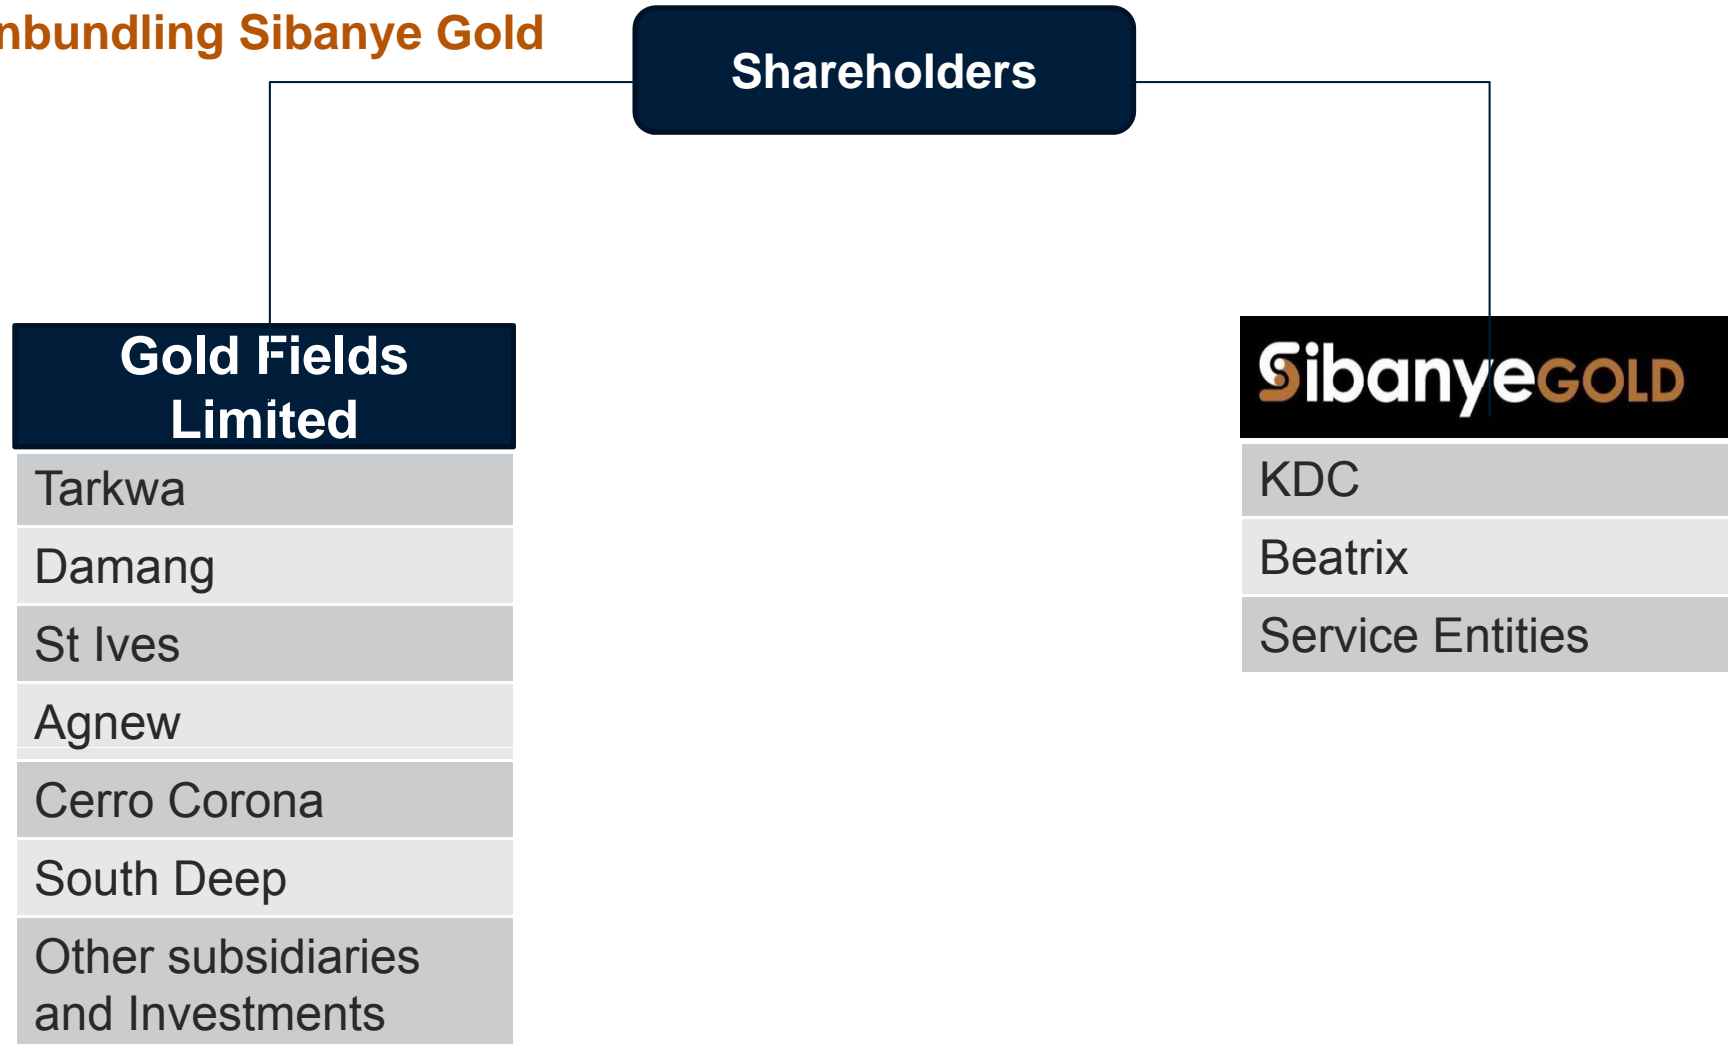 nbundling Sibanye Gold
Shareholders
Gold Fields
Limited
Tarkwa
Damang
St Ives
Agnew
Cerro Corona
South Deep
Other subsidiaries
and Investments
SibanyeGOLD
KDC
Beatrix
Service Entities